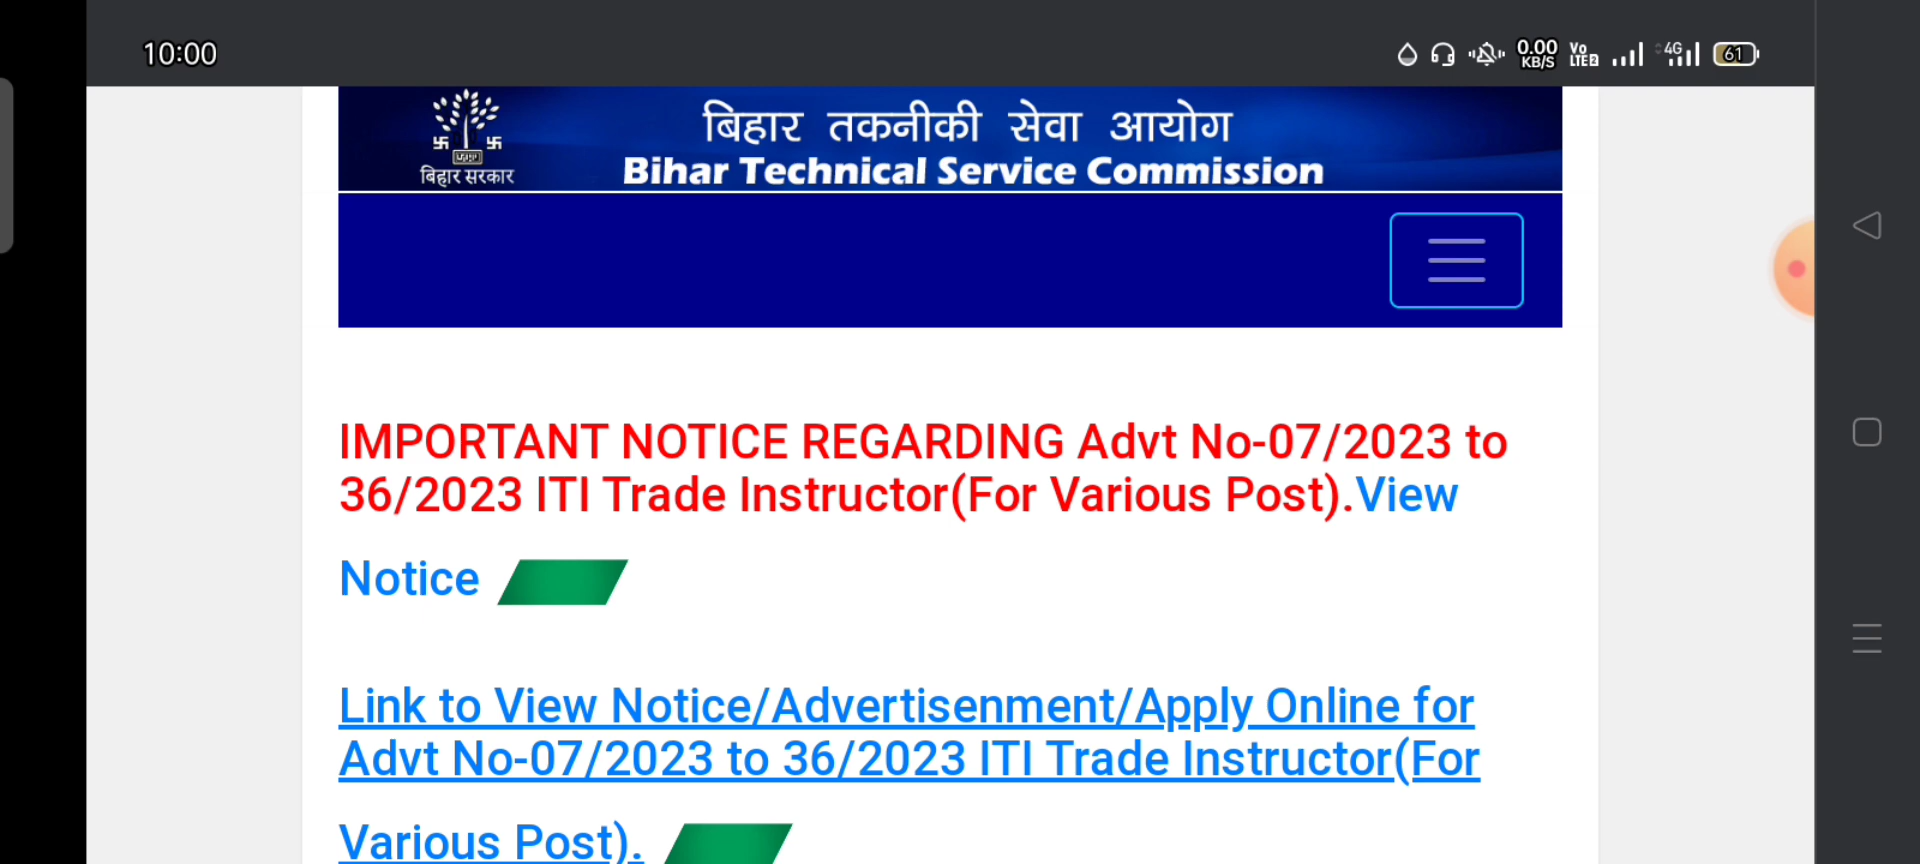 10:00
0.00
KB/S
Vo
LTE2
4G
61
बिहार सरकार
बिहार तकनीकी सेवा आयोग
Bihar Technical Service Commission
IMPORTANT NOTICE REGARDING Advt No-07/2023 to
36/2023 ITI Trade Instructor(For Various Post).View
Notice
Link to View Notice/Advertisenment/Apply Online for
Advt No-07/2023 to 36/2023 ITI Trade Instructor(For
Various Post).